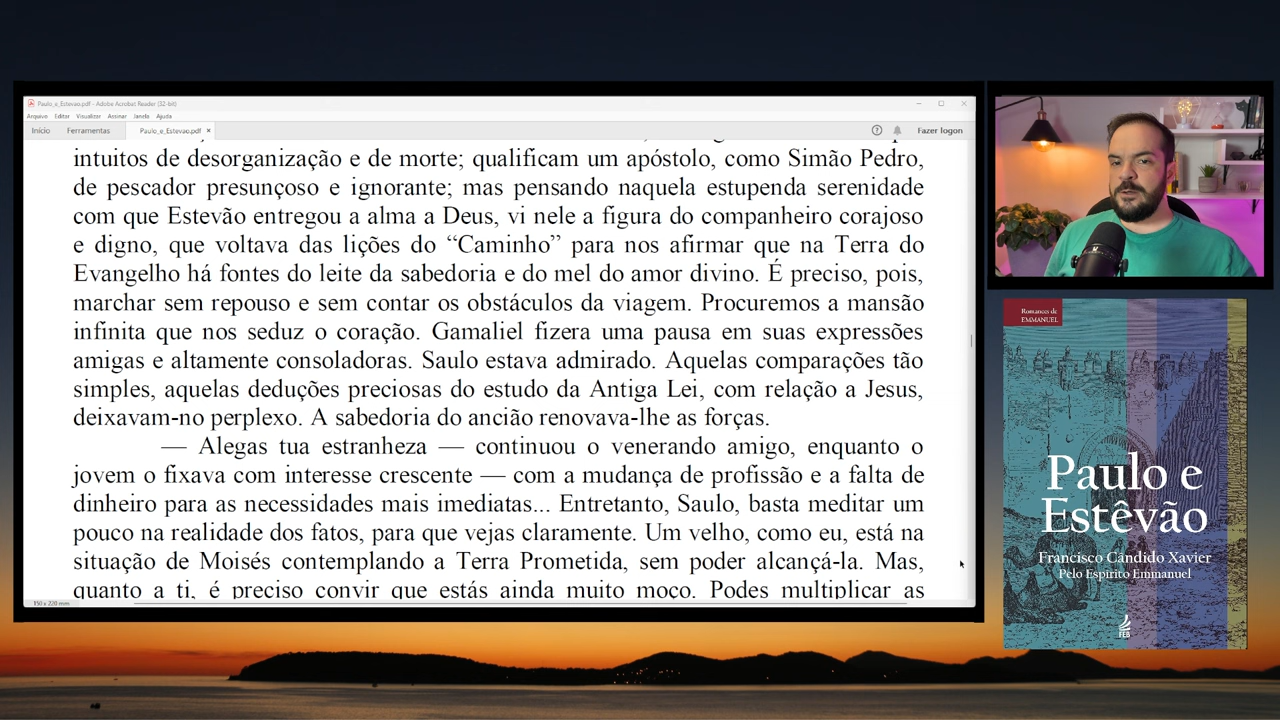 Paulo_e_Estevao.pdf - Adobe Acrobat Reader (32-bit)
Arquivo Editar Visualizar Assinar Janela Ajuda
Início Ferramentas Paulo_e_Estevao.pdf × Fazer logon
intuitos de desorganização e de morte; qualificam um apóstolo, como Simão Pedro,
de pescador presunçoso e ignorante; mas pensando naquela estupenda serenidade
com que Estevão entregou a alma a Deus, vi nele a figura do companheiro corajoso
e digno, que voltava das lições do “Caminho” para nos afirmar que na Terra do
Evangelho há fontes do leite da sabedoria e do mel do amor divino. É preciso, pois,
marchar sem repouso e sem contar os obstáculos da viagem. Procuremos a mansão
infinita que nos seduz o coração. Gamaliel fizera uma pausa em suas expressões
amigas e altamente consoladoras. Saulo estava admirado. Aquelas comparações tão
simples, aquelas deduções preciosas do estudo da Antiga Lei, com relação a Jesus,
deixavam-no perplexo. A sabedoria do ancião renovava-lhe as forças.
— Alegas tua estranheza — continuou o venerando amigo, enquanto o
jovem o fixava com interesse crescente — com a mudança de profissão e a falta de
dinheiro para as necessidades mais imediatas... Entretanto, Saulo, basta meditar um
pouco na realidade dos fatos, para que vejas claramente. Um velho, como eu, está na
situação de Moisés contemplando a Terra Prometida, sem poder alcançá-la. Mas,
quanto a ti, é preciso convir que estás ainda muito moço. Podes multiplicar as
150 x 220 mm
Romances de
EMMANUEL
Paulo e
Estêvão
Francisco Cândido Xavier
Pelo Espírito Emmanuel
FEB